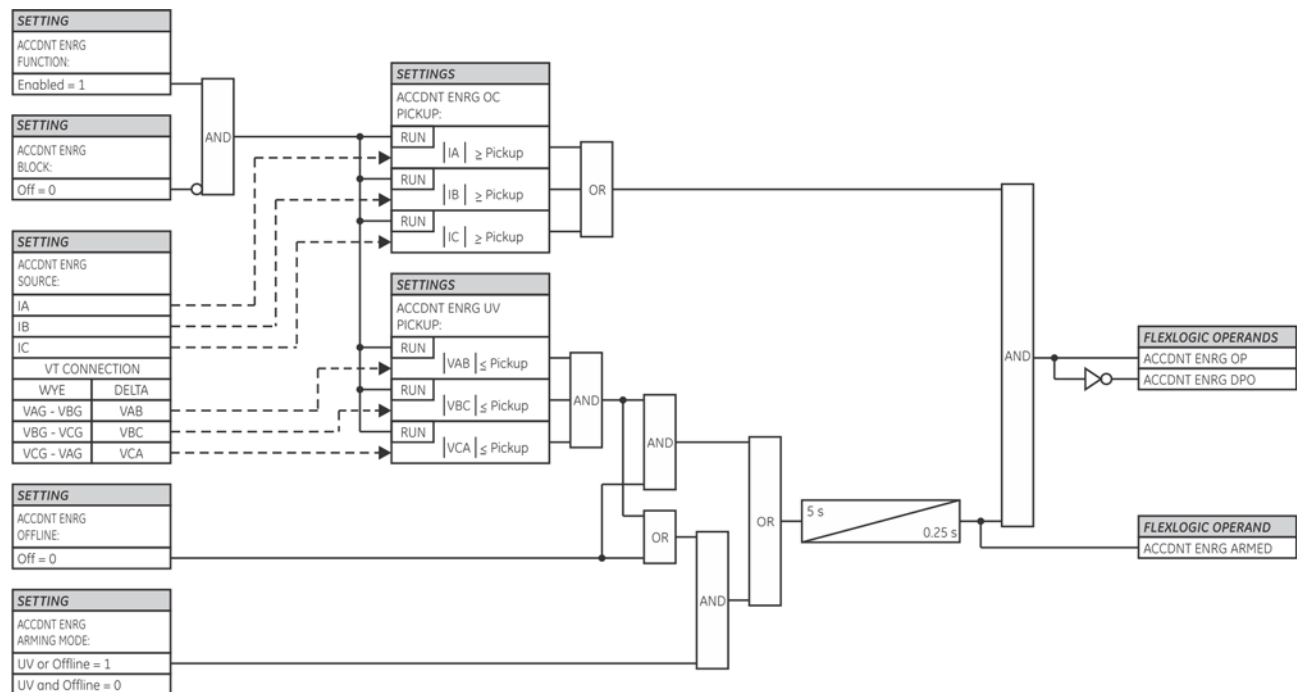 SETTING
ACCDNT ENRG
FUNCTION:
Enabled = 1
SETTING
ACCDNT ENRG
BLOCK:
Off = 0
AND
SETTING
ACCDNT ENRG
SOURCE:
IA
IB
IC
VT CONNECTION
WYE DELTA
VAG - VBG VAB
VBG - VCG VBC
VCG - VAG VCA
SETTING
ACCDNT ENRG
OFFLINE:
Off = 0
SETTING
ACCDNT ENRG
ARMING MODE:
UV or Offline = 1
UV and Offline = 0
SETTINGS
ACCDNT ENRG OC
PICKUP:
RUN
|IA| ≥ Pickup
RUN
|IB| ≥ Pickup
RUN
|IC| ≥ Pickup
OR
SETTINGS
ACCDNT ENRG UV
PICKUP:
RUN
|VAB| ≤ Pickup
RUN
|VBC| ≤ Pickup
RUN
|VCA| ≤ Pickup
AND
AND
OR
AND
OR
5 s
0.25 s
AND
FLEXLOGIC OPERANDS
ACCDNT ENRG OP
ACCDNT ENRG DPO
FLEXLOGIC OPERAND
ACCDNT ENRG ARMED